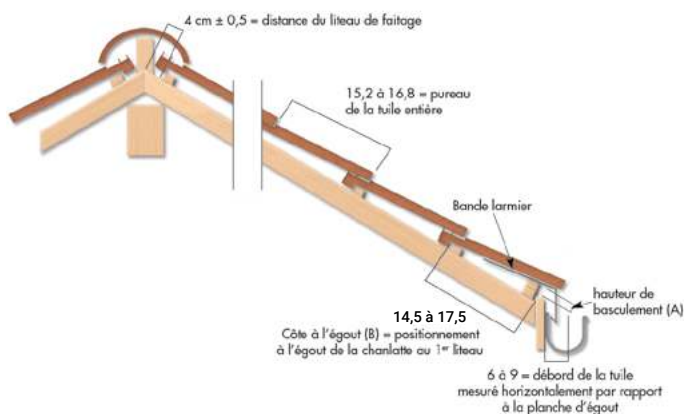 4 cm ± 0,5 = distance du liteau de faitage
15,2 à 16,8 = pureau
de la tuile entière
Bande larmier
hauteur de
basculement (A)
14,5 à 17,5
Côte à l'égout (B) = positionnement
à l'égout de la chanlatte au 1er liteau
6 à 9 = débord de la tuile
mesuré horizontalement par rapport
à la planche d'égout